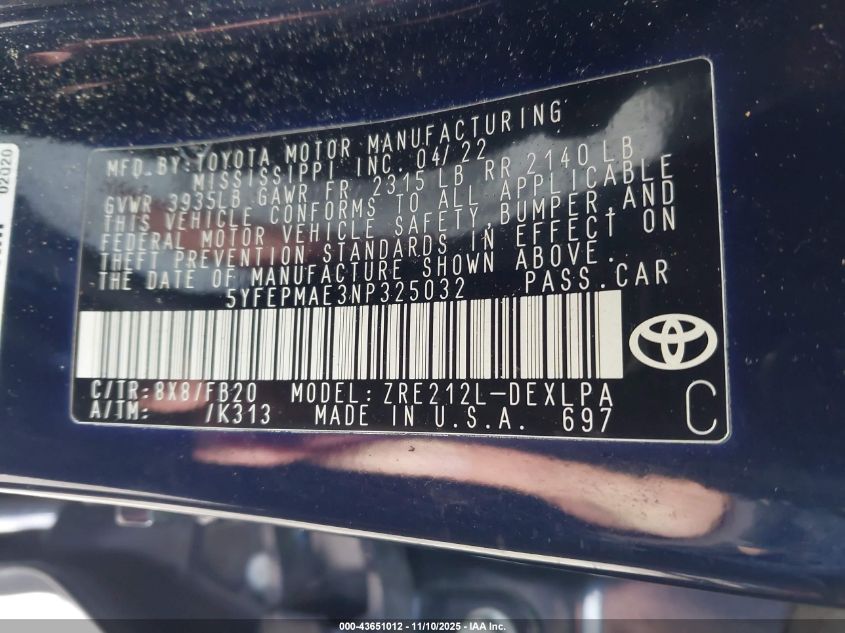 MFD.BY:TOYOTA MOTOR MANUFACTURING
MISSISSIPPI INC. 04/22
GVWR 3935LB GAWR FR 2315 LB RR 2140 LB
THIS VEHICLE CONFORMS TO ALL APPLICABLE
FEDERAL MOTOR VEHICLE SAFETY,BUMPER,AND
THEFT PREVENTION STANDARDS IN EFFECT ON
THE DATE OF MANUFACTURE SHOWN ABOVE.
5YFEPMAE3NP325032 PASS.CAR
C/TR:8X8/FB20 MODEL:ZRE212L-DEXLPA
A/TM: /K313 MADE IN U.S.A. 697 C
02020
000-43651012 - 11/10/2025 - IAA Inc.